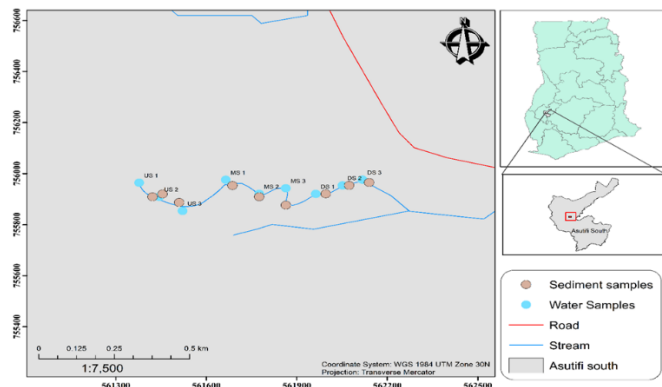 756600
756400
756200
756000
755800
755600
755400
US 1
US 2
US 3
MS 1
MS 2
MS 3
DS 1
DS 2
DS 3
0 0.125 0.25 0.5 km
1:7,500
Coordinate System: WGS 1984 UTM Zone 30N
Projection: Transverse Mercator
561300 561600 561900 562200 562500
Asutifi South
Sediment samples
Water Samples
Road
Stream
Asutifi south